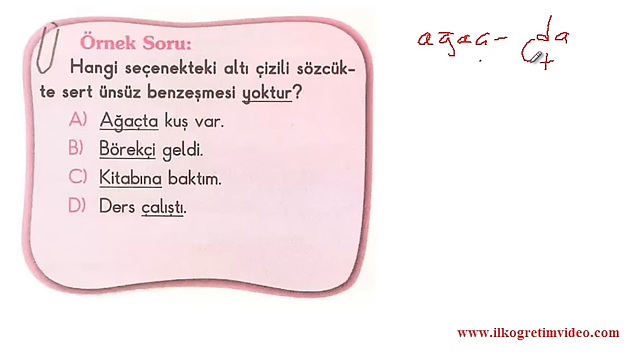 Örnek Soru:
Hangi seçenekteki altı çizili sözcük-
te sert ünsüz benzeşmesi yoktur?
A) Ağaçta kuş var.
B) Börekçi geldi.
C) Kitabına baktım.
D) Ders çalıştı.
ağaç- da
t
www.ilkogretimvideo.com